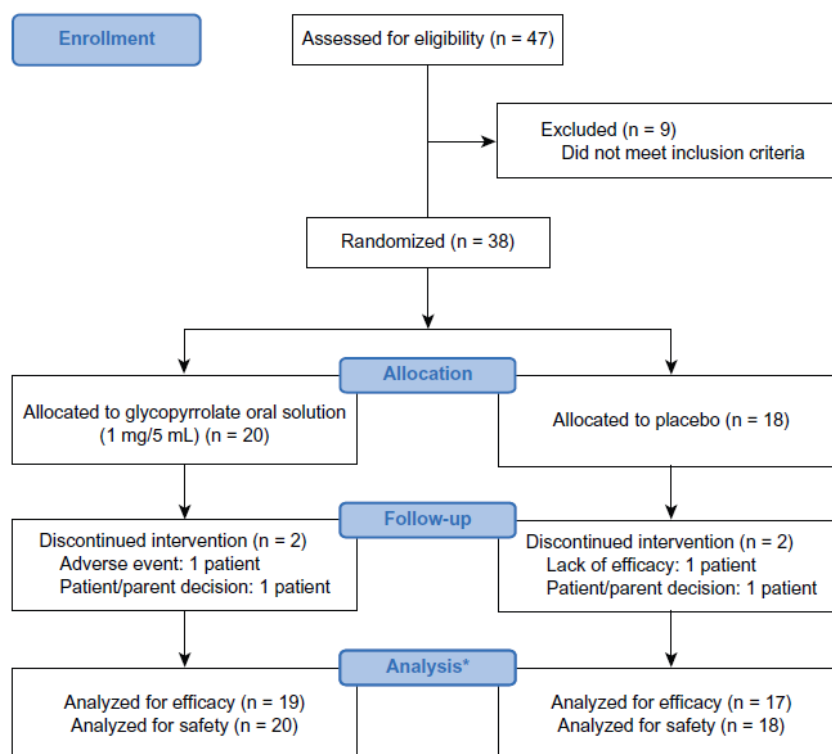 Enrollment
Assessed for eligibility (n = 47)
Excluded (n = 9)
Did not meet inclusion criteria
Randomized (n = 38)
Allocation
Allocated to glycopyrrolate oral solution
(1 mg/5 mL) (n = 20)
Allocated to placebo (n = 18)
Follow-up
Discontinued intervention (n = 2)
Adverse event: 1 patient
Patient/parent decision: 1 patient
Discontinued intervention (n = 2)
Lack of efficacy: 1 patient
Patient/parent decision: 1 patient
Analysis*
Analyzed for efficacy (n = 19)
Analyzed for safety (n = 20)
Analyzed for efficacy (n = 17)
Analyzed for safety (n = 18)